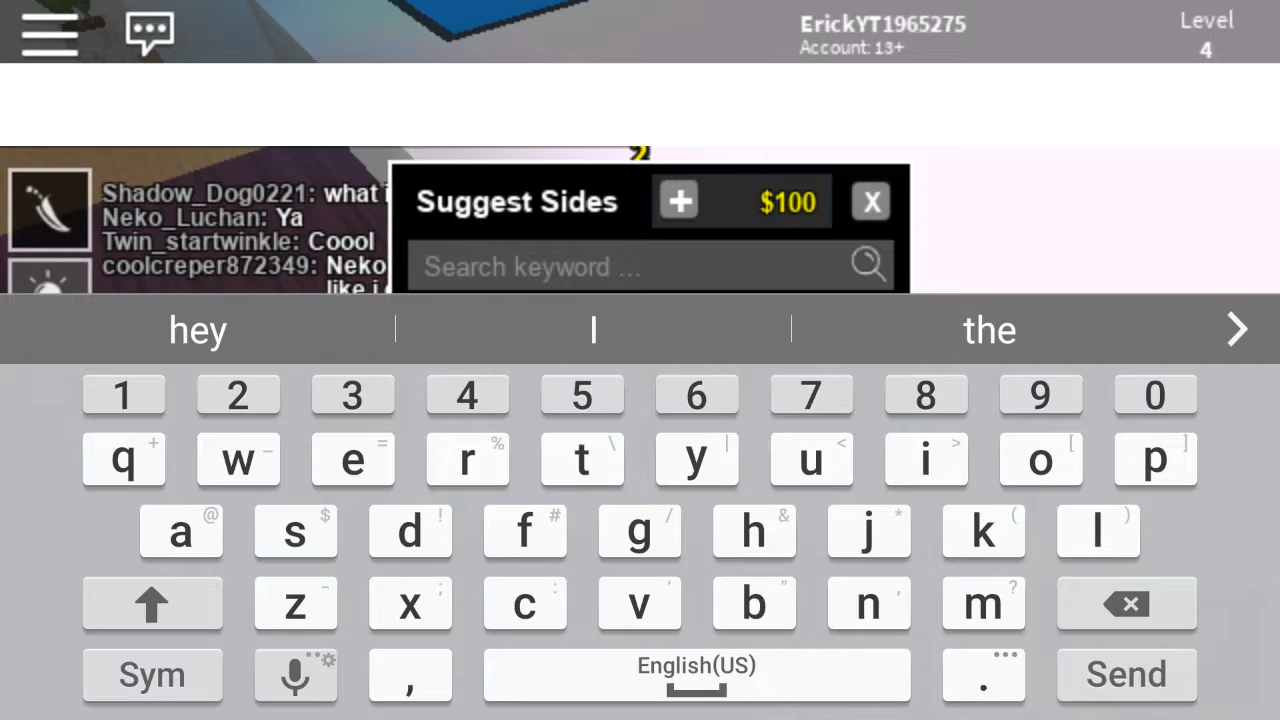 ErickYT1965275
Account: 13+
Level
4
Shadow_Dog0221: what
Neko_Luchan: Ya
Twin_startwinkle: Coool
coolcreper872349: Neko
like
Suggest Sides
+
$100
X
Search keyword ...
hey
I
the
1 2 3 4 5 6 7 8 9 0
q + w e = r % t \ y | u < i > o [ p ]
a @ s $ d ! f # g / h & j * k ( l )
z - x ; c : v ' b " n , m ?
Sym , English(US) . Send